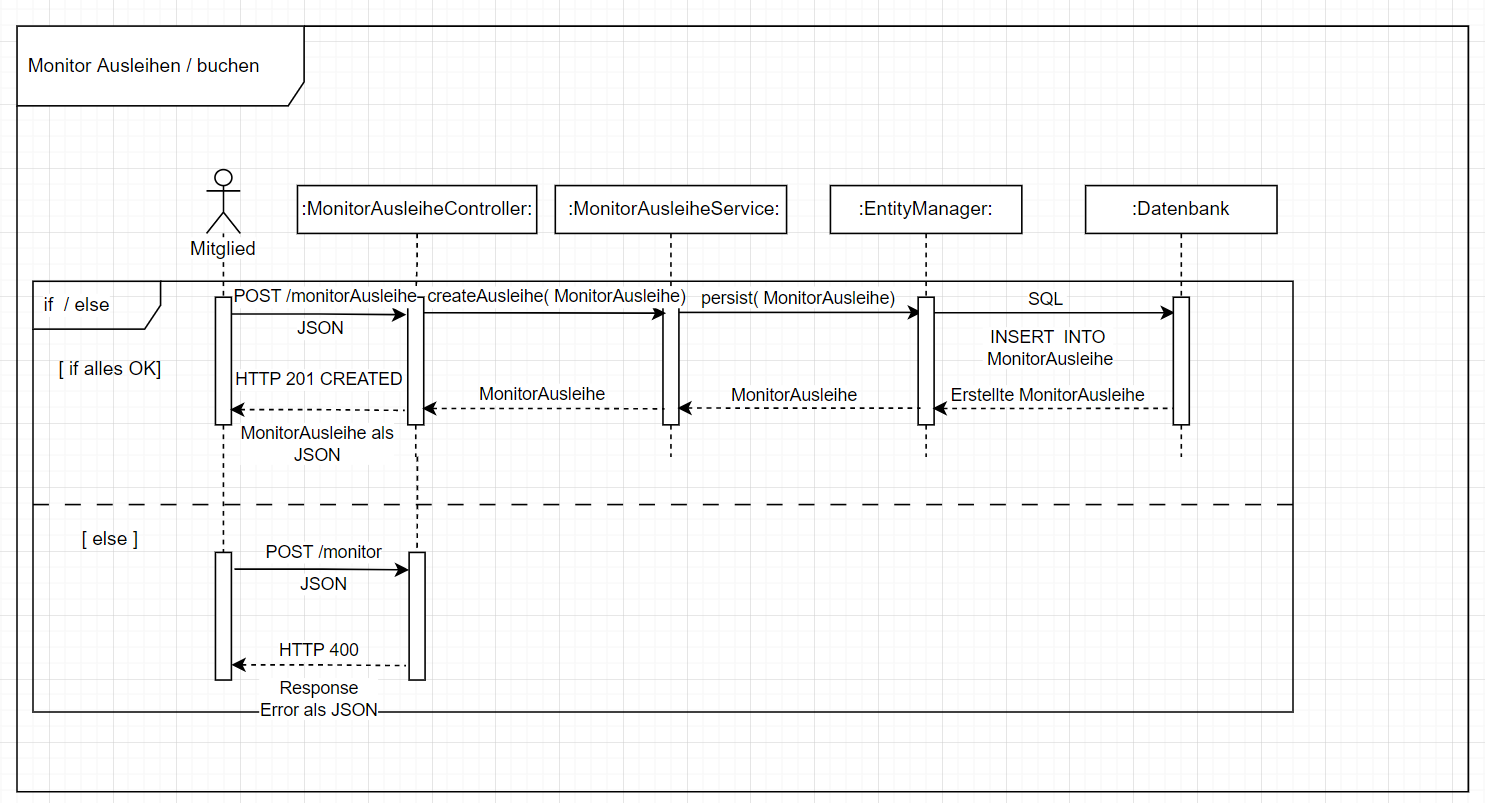 Monitor Ausleihen / buchen
Mitglied
:MonitorAusleiheController:
:MonitorAusleiheService:
:EntityManager:
:Datenbank
if / else
[ if alles OK]
POST /monitorAusleihe
JSON
createAusleihe( MonitorAusleihe)
persist( MonitorAusleihe)
SQL
INSERT INTO
MonitorAusleihe
HTTP 201 CREATED
MonitorAusleihe als
JSON
MonitorAusleihe
MonitorAusleihe
Erstellte MonitorAusleihe
[ else ]
POST /monitor
JSON
HTTP 400
Response
Error als JSON